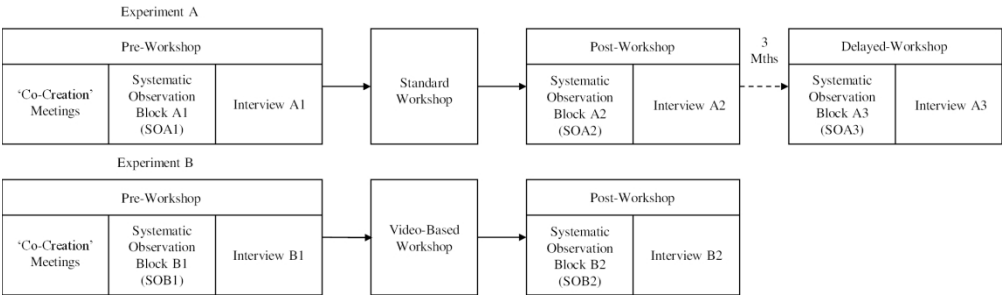 Experiment A
Pre-Workshop
‘Co-Creation’
Meetings
Systematic
Observation
Block A1
(SOA1)
Interview A1
Standard
Workshop
Post-Workshop
Systematic
Observation
Block A2
(SOA2)
Interview A2
3
Mths
Delayed-Workshop
Systematic
Observation
Block A3
(SOA3)
Interview A3
Experiment B
Pre-Workshop
‘Co-Creation’
Meetings
Systematic
Observation
Block B1
(SOB1)
Interview B1
Video-Based
Workshop
Post-Workshop
Systematic
Observation
Block B2
(SOB2)
Interview B2